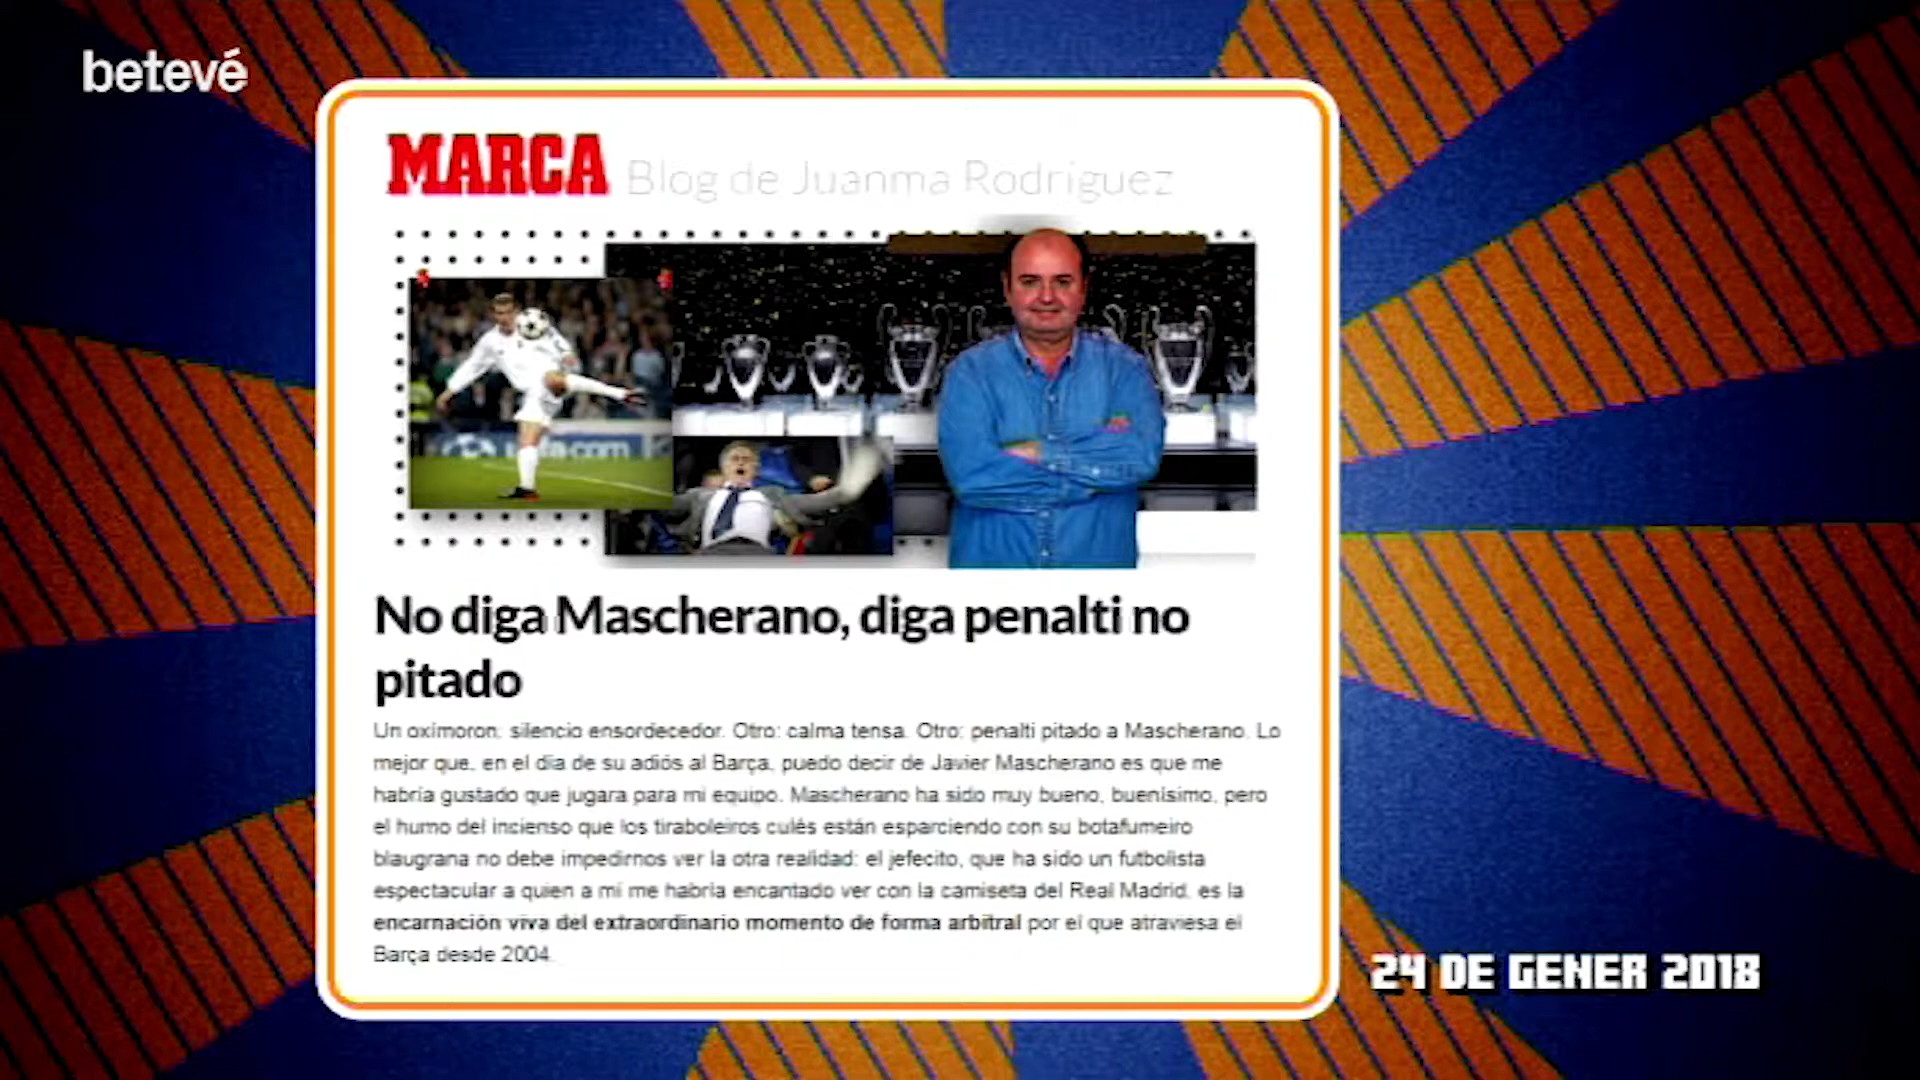 betevé
MARCA Blog de Juanma Rodríguez
uefa.com
No diga Mascherano, diga penalti no
pitado
Un oxímoron: silencio ensordecedor. Otro: calma tensa. Otro: penalti pitado a Mascherano. Lo
mejor que, en el día de su adiós al Barça, puedo decir de Javier Mascherano es que me
habría gustado que jugara para mi equipo. Mascherano ha sido muy bueno, buenísimo, pero
el humo del incienso que los tiraboleiros culés están esparciendo con su botafumeiro
blaugrana no debe impedirnos ver la otra realidad: el jefecito, que ha sido un futbolista
espectacular a quien a mí me habría encantado ver con la camiseta del Real Madrid, es la
encarnación viva del extraordinario momento de forma arbitral por el que atraviesa el
Barça desde 2004.
24 DE GENER 2018